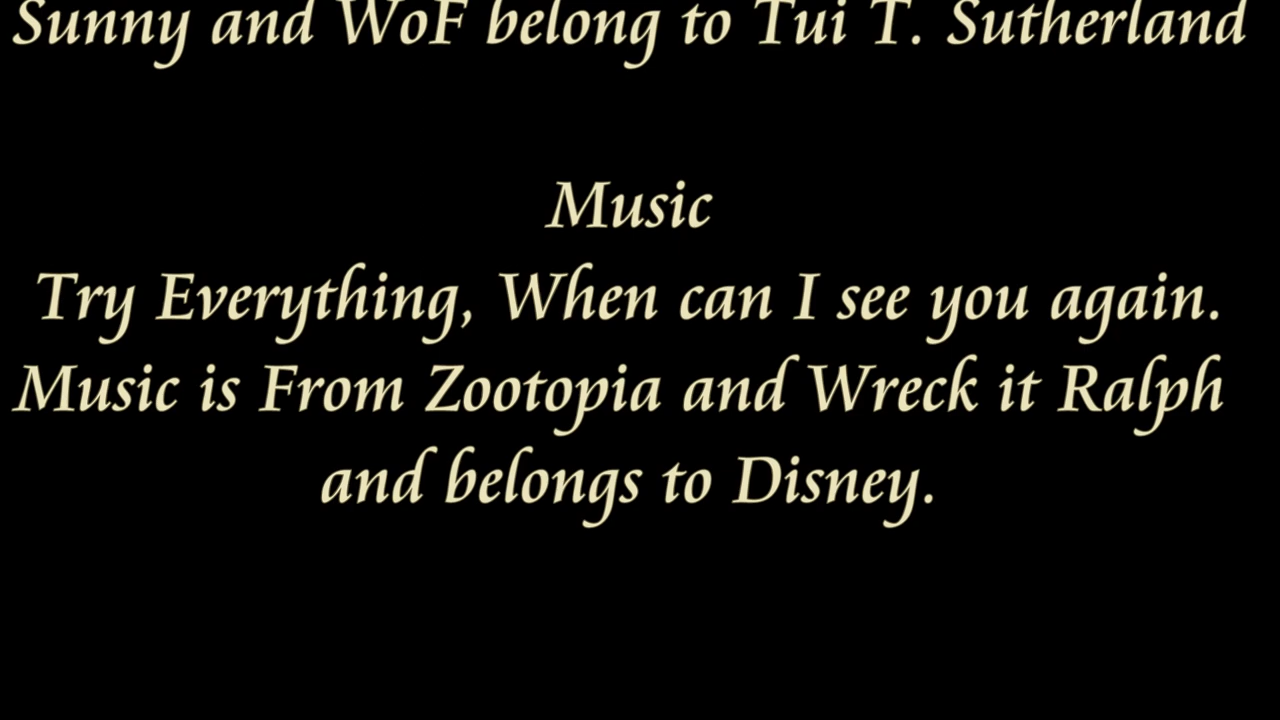 Sunny and WoF belong to Tui T. Sutherland
Music
Try Everything, When can I see you again.
Music is From Zootopia and Wreck it Ralph
and belongs to Disney.